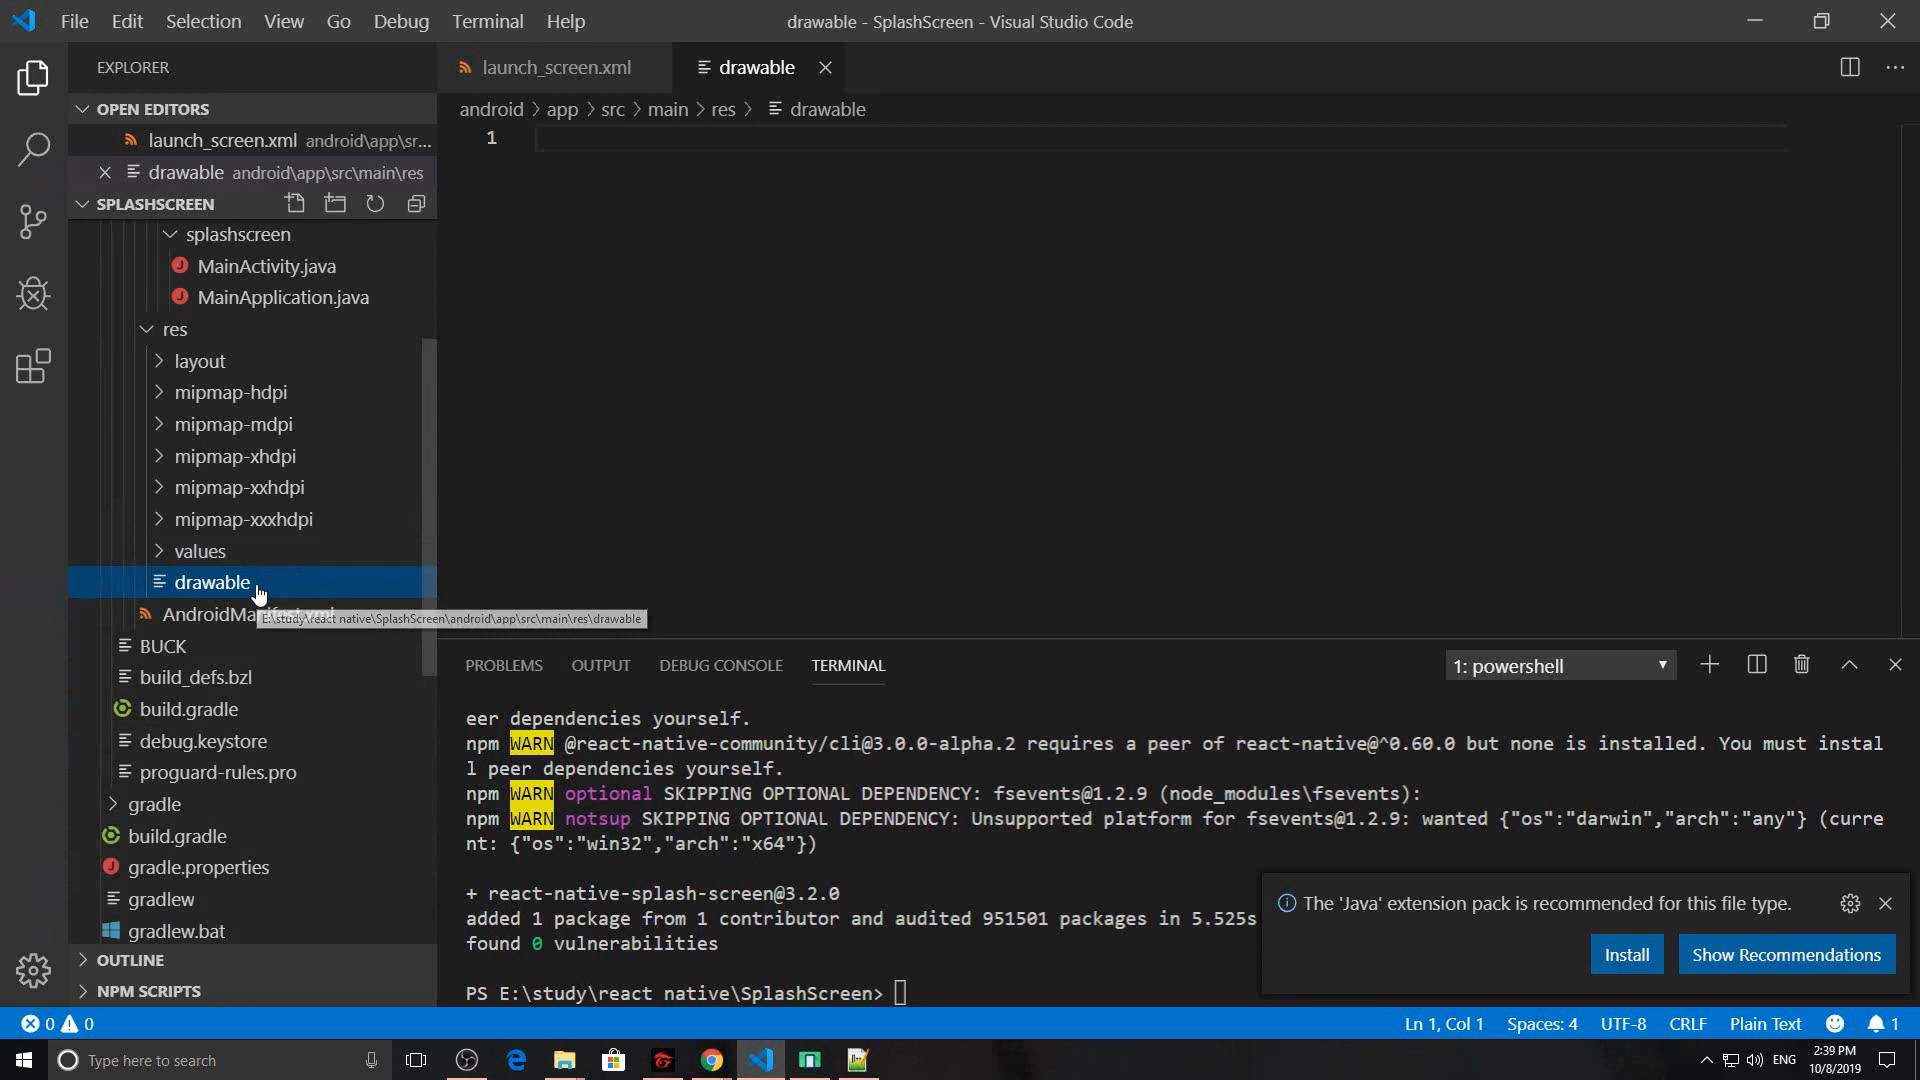 File Edit Selection View Go Debug Terminal Help
drawable - SplashScreen - Visual Studio Code
EXPLORER
OPEN EDITORS
launch_screen.xml android\app\sr...
drawable android\app\src\main\res
SPLASHSCREEN
splashscreen
MainActivity.java
MainApplication.java
res
layout
mipmap-hdpi
mipmap-mdpi
mipmap-xhdpi
mipmap-xxhdpi
mipmap-xxxhdpi
values
drawable
AndroidManifest.xml
E:\study\react native\SplashScreen\android\app\src\main\res\drawable
BUCK
build_defs.bzl
build.gradle
debug.keystore
proguard-rules.pro
gradle
build.gradle
gradle.properties
gradlew
gradlew.bat
OUTLINE
NPM SCRIPTS
launch_screen.xml
drawable
android > app > src > main > res > drawable
1
PROBLEMS OUTPUT DEBUG CONSOLE TERMINAL
1: powershell
eer dependencies yourself.
npm WARN @react-native-community/cli@3.0.0-alpha.2 requires a peer of react-native@^0.60.0 but none is installed. You must instal
l peer dependencies yourself.
npm WARN optional SKIPPING OPTIONAL DEPENDENCY: fsevents@1.2.9 (node_modules\fsevents):
npm WARN notsup SKIPPING OPTIONAL DEPENDENCY: Unsupported platform for fsevents@1.2.9: wanted {"os":"darwin","arch":"any"} (curre
nt: {"os":"win32","arch":"x64"})
+ react-native-splash-screen@3.2.0
added 1 package from 1 contributor and audited 951501 packages in 5.525s
found 0 vulnerabilities
PS E:\study\react native\SplashScreen>
The 'Java' extension pack is recommended for this file type.
Install
Show Recommendations
0 0
Ln 1, Col 1 Spaces: 4 UTF-8 CRLF Plain Text 1
Type here to search
ENG
2:39 PM
10/8/2019